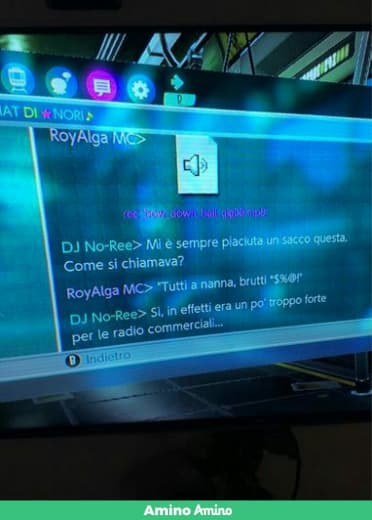 HAT DI ★ NORI ♪
RoyAlga MC>
DJ No-Ree> Mi è sempre piaciuta un sacco questa.
Come si chiamava?
RoyAlga MC> "Tutti a nanna, brutti *$%@!"
DJ No-Ree> Sì, in effetti era un po' troppo forte
per le radio commerciali...
B Indietro
Amino Amino